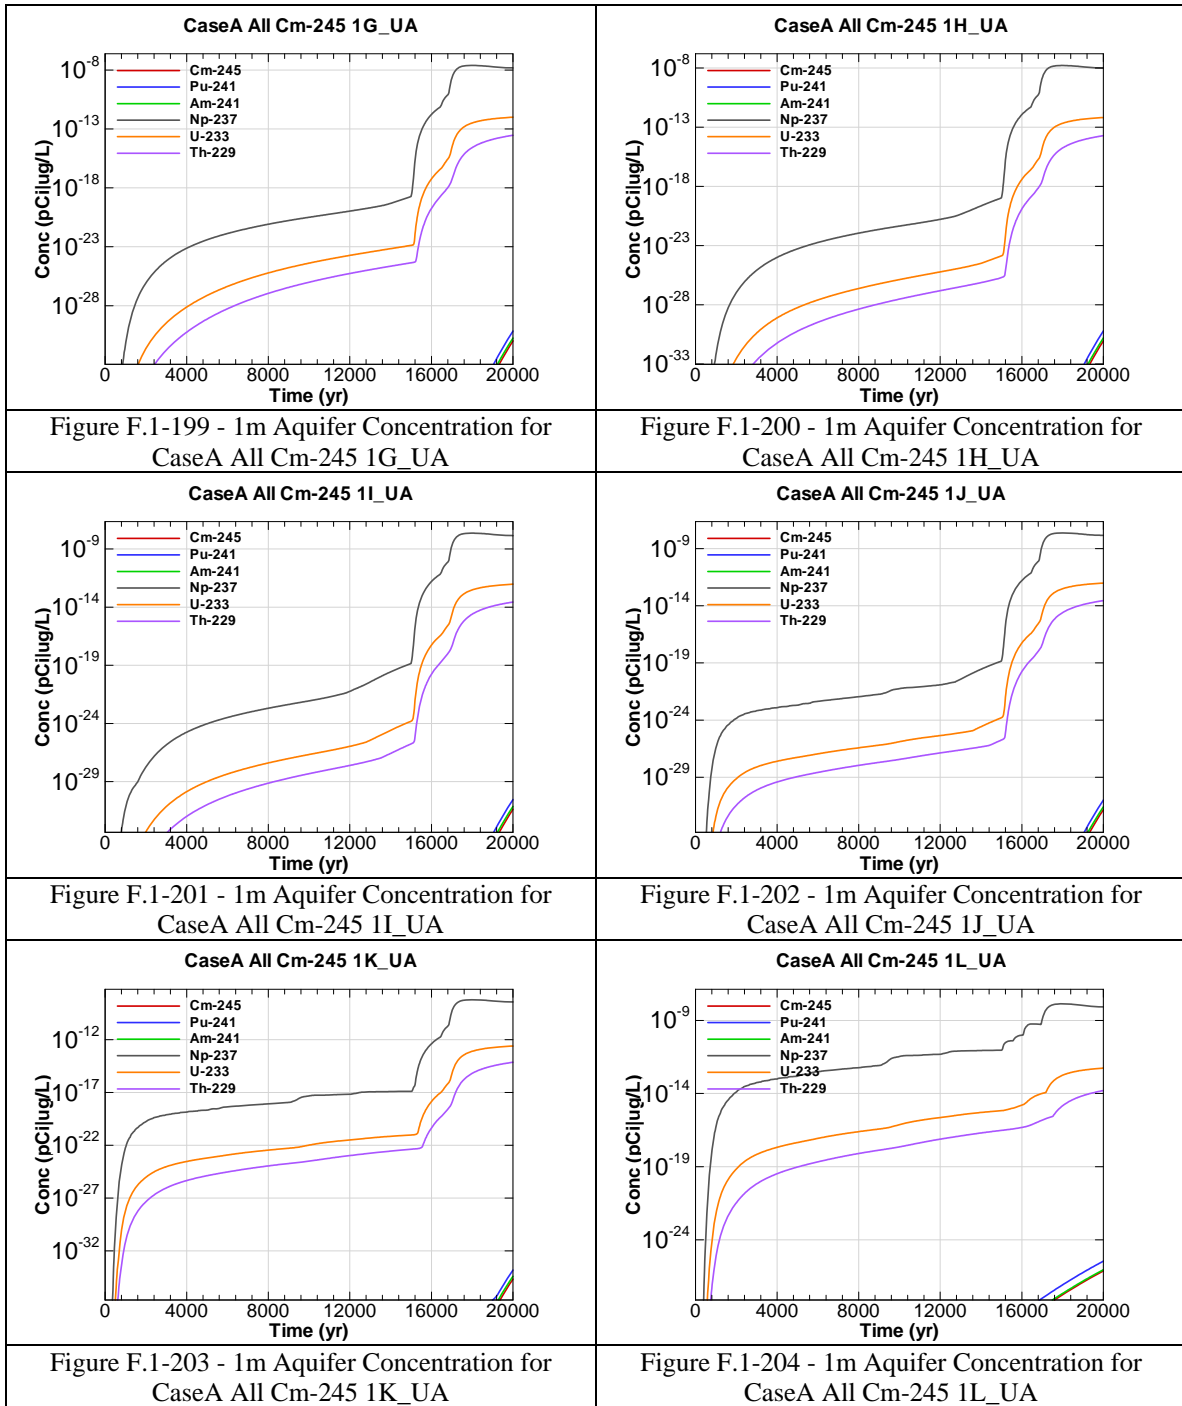 CaseA All Cm-245 1G_UA
Conc (pCi|ug/L)
10-8
10-13
10-18
10-23
10-28
Cm-245
Pu-241
Am-241
Np-237
U-233
Th-229
0 4000 8000 12000 16000 20000
Time (yr)
Figure F.1-199 - 1m Aquifer Concentration for
CaseA All Cm-245 1G_UA
CaseA All Cm-245 1H_UA
Conc (pCi|ug/L)
10-8
10-13
10-18
10-23
10-28
10-33
Cm-245
Pu-241
Am-241
Np-237
U-233
Th-229
0 4000 8000 12000 16000 20000
Time (yr)
Figure F.1-200 - 1m Aquifer Concentration for
CaseA All Cm-245 1H_UA
CaseA All Cm-245 1I_UA
Conc (pCi|ug/L)
10-9
10-14
10-19
10-24
10-29
Cm-245
Pu-241
Am-241
Np-237
U-233
Th-229
0 4000 8000 12000 16000 20000
Time (yr)
Figure F.1-201 - 1m Aquifer Concentration for
CaseA All Cm-245 1I_UA
CaseA All Cm-245 1J_UA
Conc (pCi|ug/L)
10-9
10-14
10-19
10-24
10-29
Cm-245
Pu-241
Am-241
Np-237
U-233
Th-229
0 4000 8000 12000 16000 20000
Time (yr)
Figure F.1-202 - 1m Aquifer Concentration for
CaseA All Cm-245 1J_UA
CaseA All Cm-245 1K_UA
Conc (pCi|ug/L)
10-12
10-17
10-22
10-27
10-32
Cm-245
Pu-241
Am-241
Np-237
U-233
Th-229
0 4000 8000 12000 16000 20000
Time (yr)
Figure F.1-203 - 1m Aquifer Concentration for
CaseA All Cm-245 1K_UA
CaseA All Cm-245 1L_UA
Conc (pCi|ug/L)
10-9
10-14
10-19
10-24
Cm-245
Pu-241
Am-241
Np-237
U-233
Th-229
0 4000 8000 12000 16000 20000
Time (yr)
Figure F.1-204 - 1m Aquifer Concentration for
CaseA All Cm-245 1L_UA